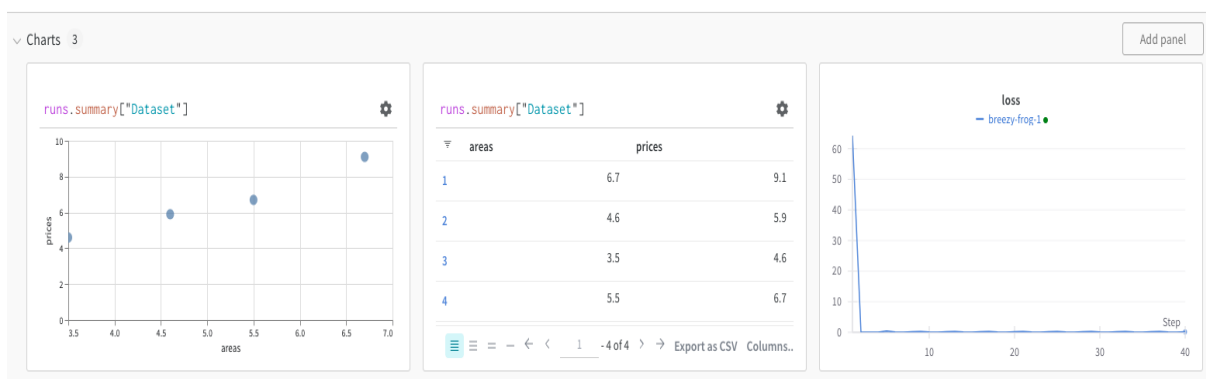 Charts 3
Add panel
runs.summary["Dataset"]
10
8
6
4
2
0
prices
3.5 4.0 4.5 5.0 5.5 6.0 6.5 7.0
areas
runs.summary["Dataset"]
areas prices
1 6.7 9.1
2 4.6 5.9
3 3.5 4.6
4 5.5 6.7
1 - 4 of 4 Export as CSV Columns..
loss
breezy-frog-1
60
50
40
30
20
10
0
Step
10 20 30 40